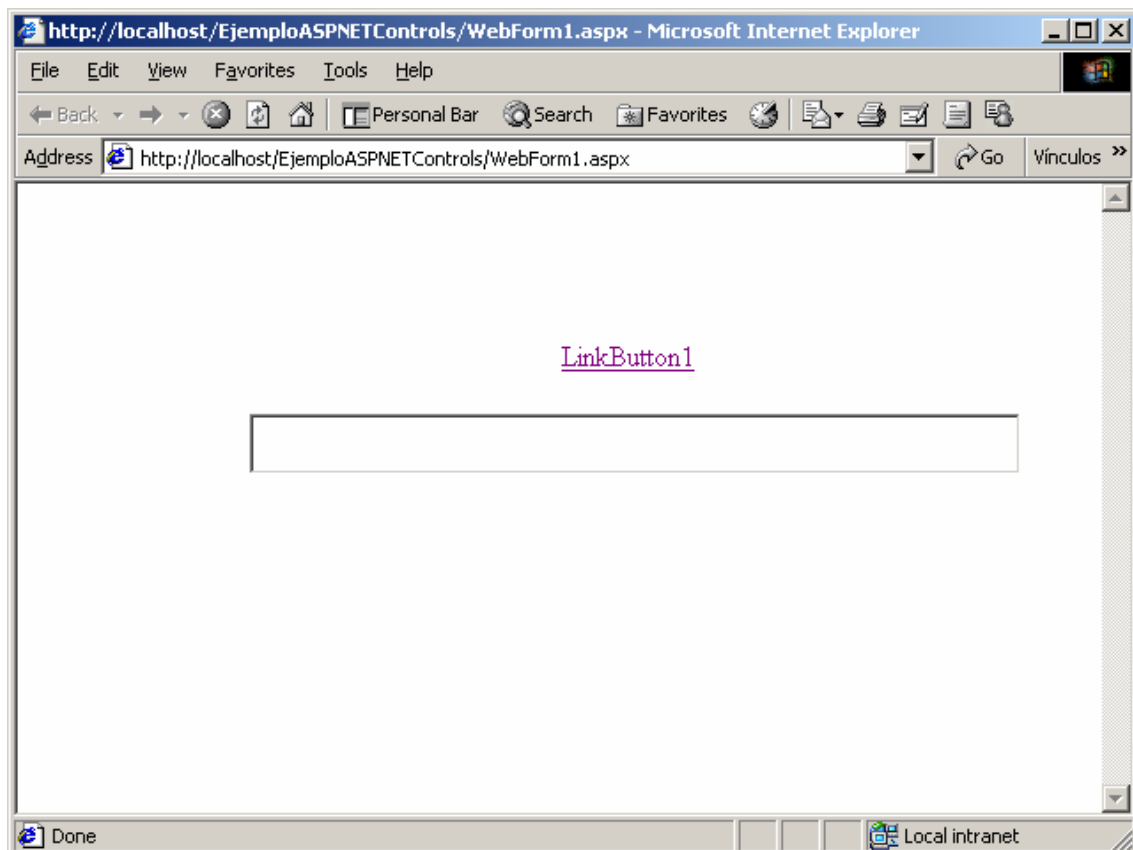 http://localhost/EjemploASPNETControls/WebForm1.aspx - Microsoft Internet Explorer
File Edit View Favorites Tools Help
Back Personal Bar Search Favorites
Address http://localhost/EjemploASPNETControls/WebForm1.aspx Go Vínculos »
LinkButton1
Done Local intranet